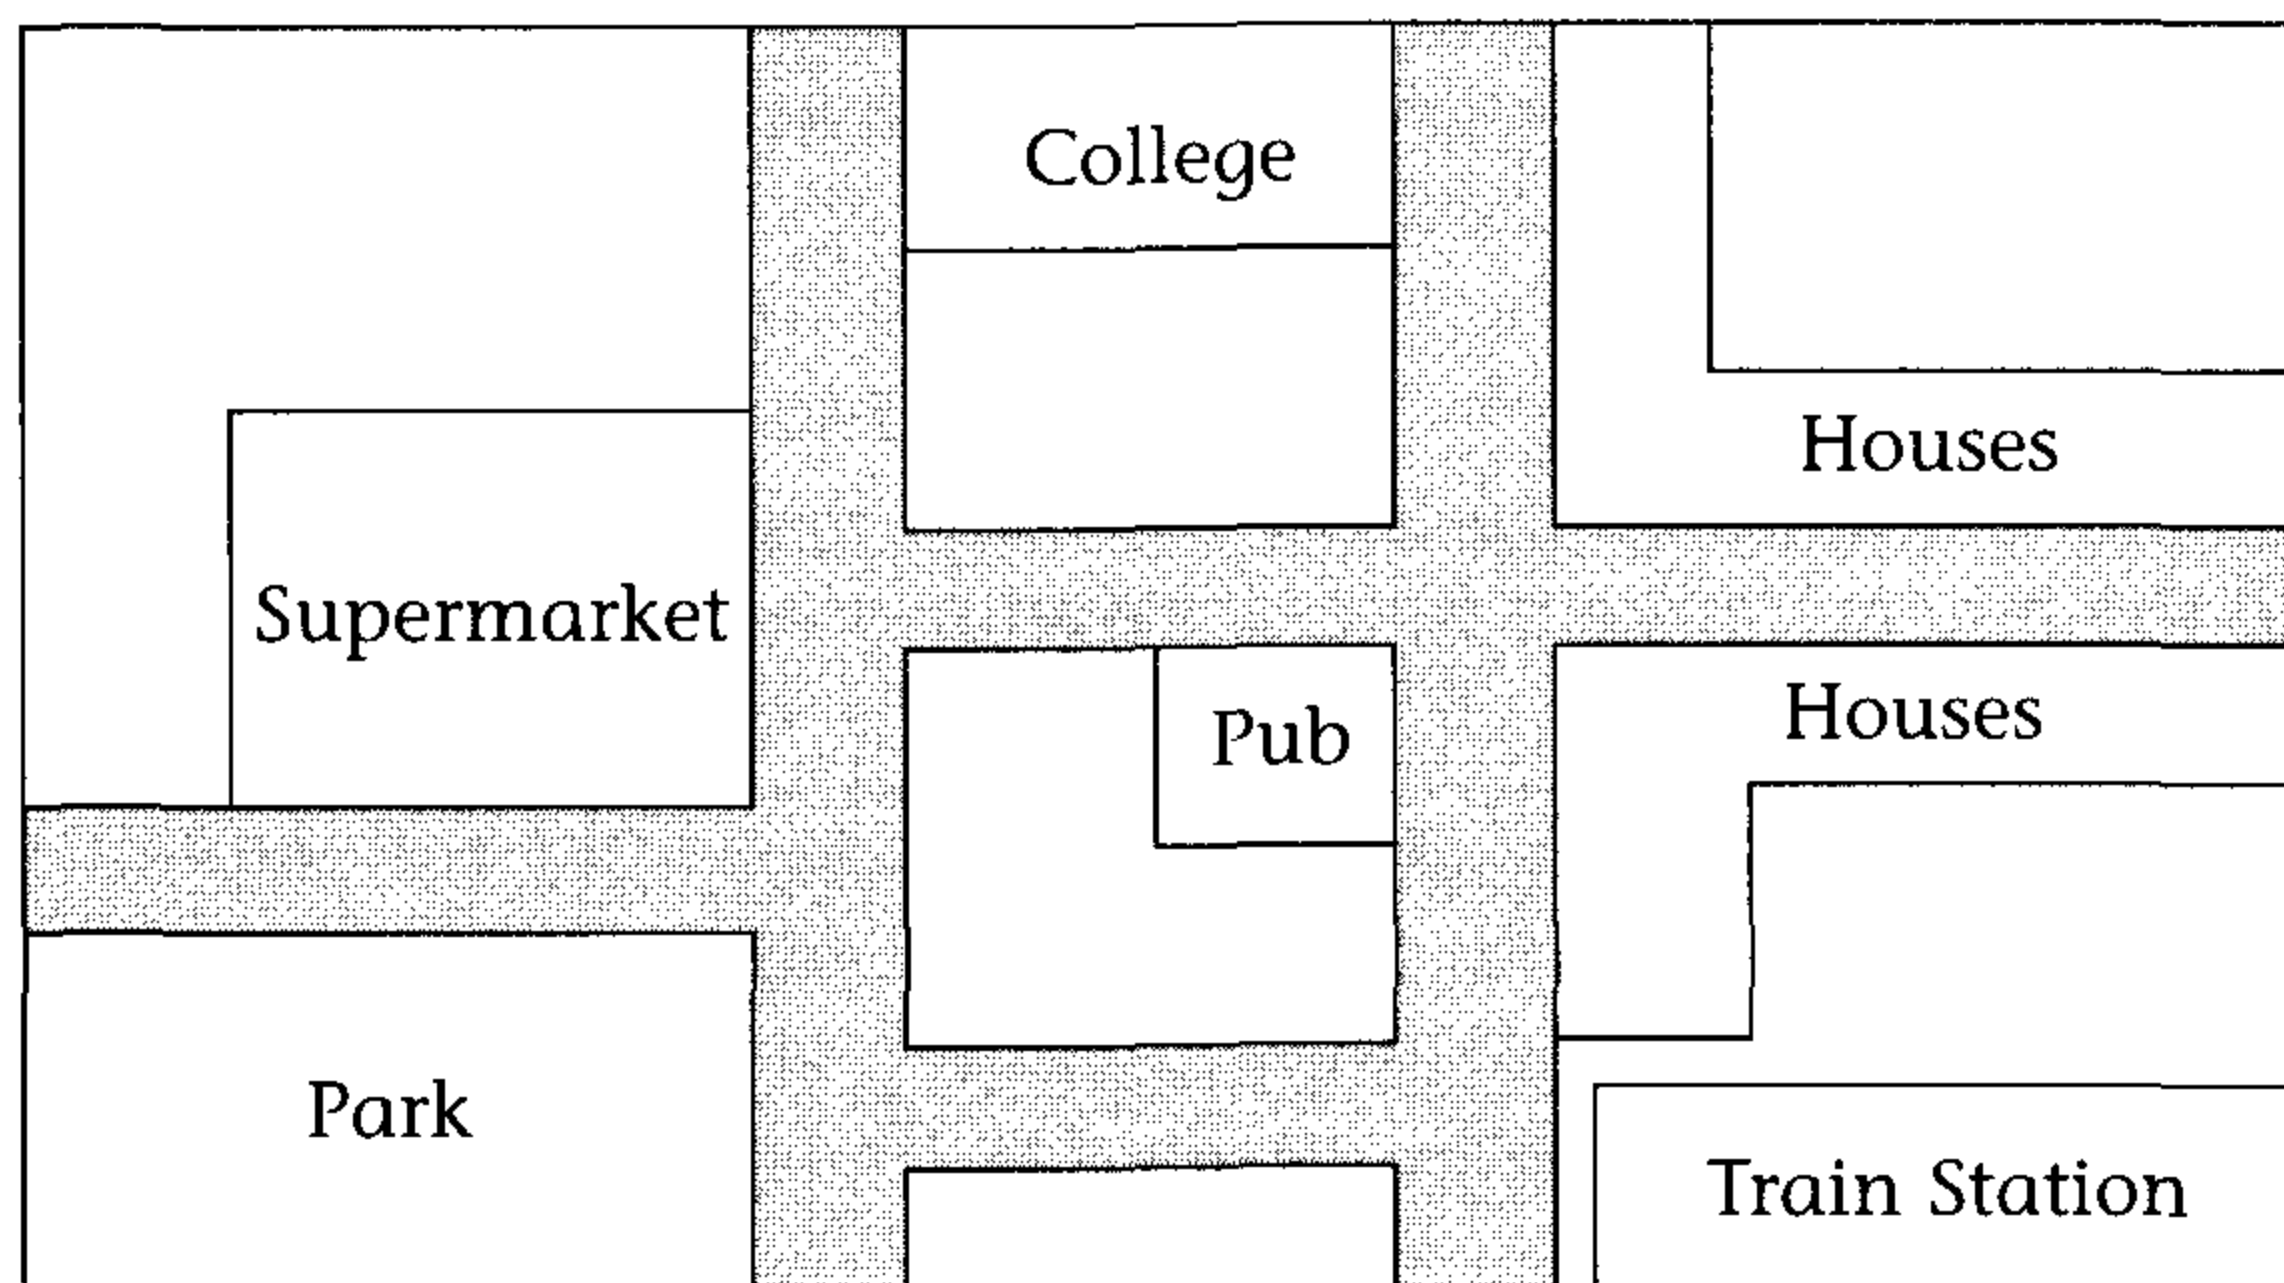 College
Houses
Supermarket
Houses
Pub
Park
Train Station